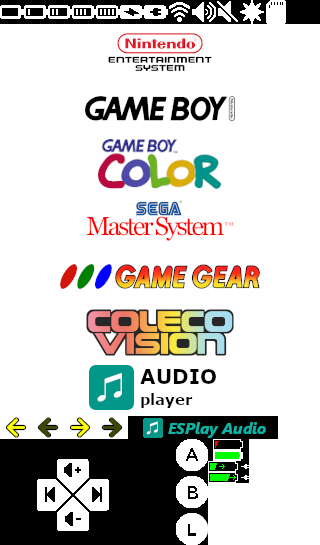 Nintendo
ENTERTAINMENT
SYSTEM
GAME BOY
GAME BOY
COLOR
SEGA
Master System
GAME GEAR
COLECO
VISION
AUDIO
player
ESPlay Audio
A
B
L